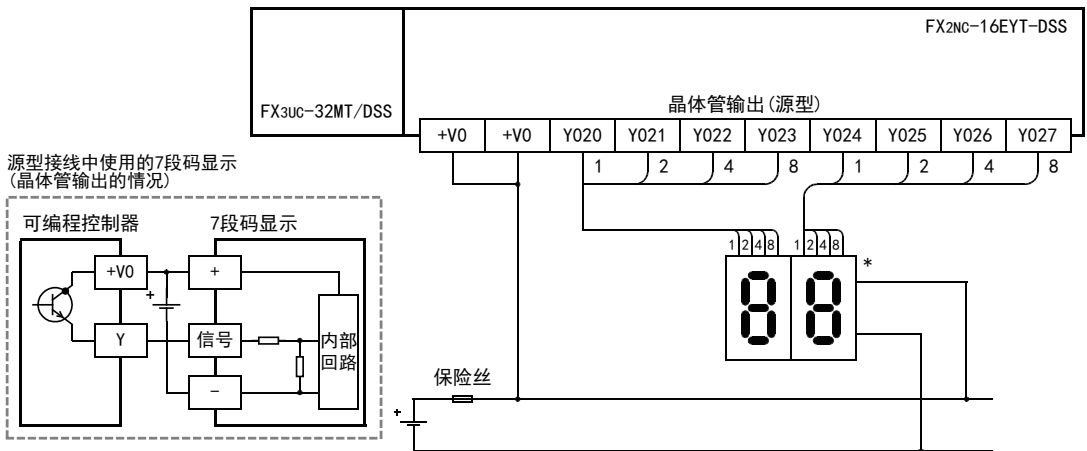 FX2NC-16EYT-DSS
FX3UC-32MT/DSS
晶体管输出(源型)
+V0 +V0 Y020 Y021 Y022 Y023 Y024 Y025 Y026 Y027
1 2 4 8 1 2 4 8
源型接线中使用的7段码显示
(晶体管输出的情况)
可编程控制器 7段码显示
+V0 +
+
Y 信号
-
内部
回路
1 2 4 8 1 2 4 8
*
保险丝
+